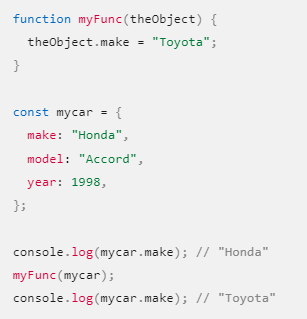 function myFunc(theObject) {
  theObject.make = "Toyota";
}

const mycar = {
  make: "Honda",
  model: "Accord",
  year: 1998,
};

console.log(mycar.make); // "Honda"
myFunc(mycar);
console.log(mycar.make); // "Toyota"